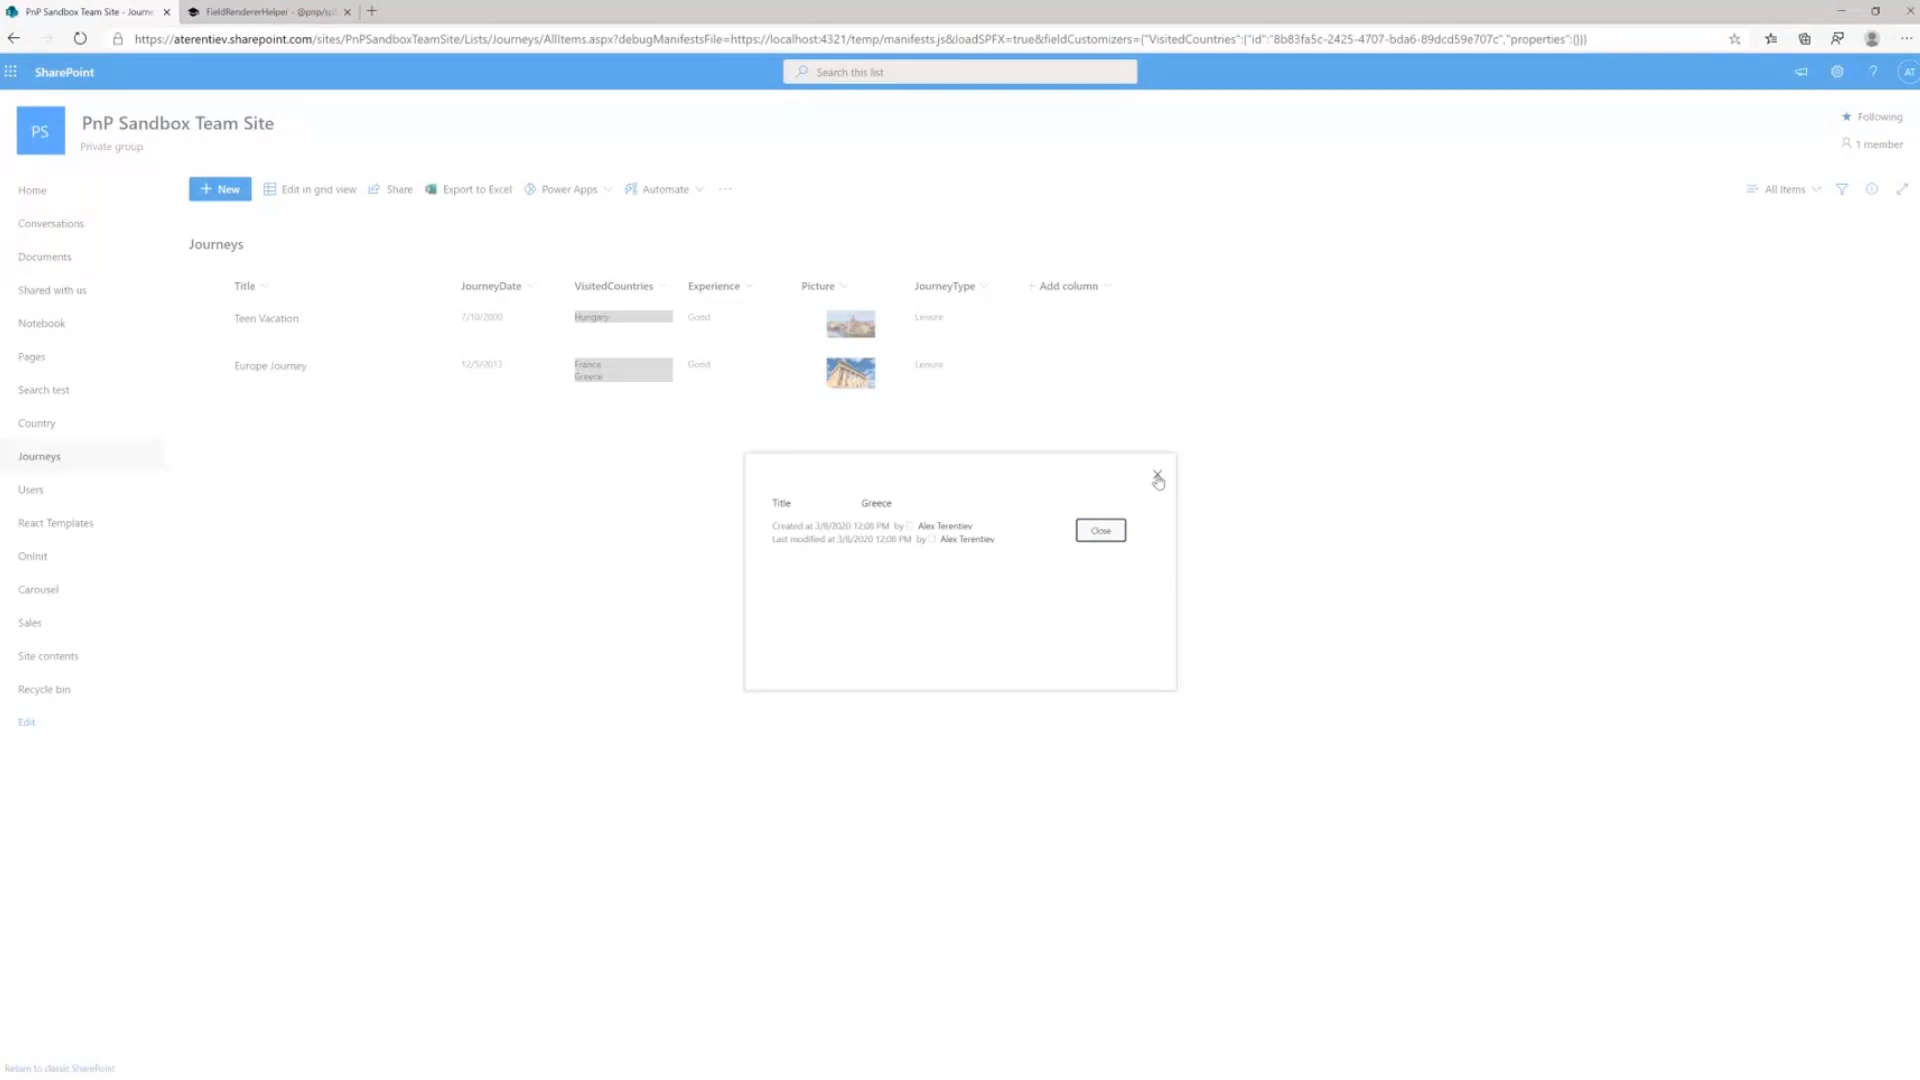 PnP Sandbox Team Site - Journe
FieldRendererHelper - @pnp/sp
https://aterentiev.sharepoint.com/sites/PnPSandboxTeamSite/Lists/Journeys/AllItems.aspx?debugManifestsFile=https://localhost:4321/temp/manifests.js&loadSPFX=true&fieldCustomizers={"VisitedCountries":{"id":"8b83fa5c-2425-4707-bda6-89dcd59e707c","properties":{}}}
SharePoint
Search this list
?
AT
PS
PnP Sandbox Team Site
Private group
Following
1 member
Home
Conversations
Documents
Shared with us
Notebook
Pages
Search test
Country
Journeys
Users
React Templates
OnInit
Carousel
Sales
Site contents
Recycle bin
Edit
+ New
Edit in grid view
Share
Export to Excel
Power Apps
Automate
All Items
Journeys
Title JourneyDate VisitedCountries Experience Picture JourneyType + Add column
Teen Vacation 7/10/2000 Hungary Good Leisure
Europe Journey 12/5/2013 France Good Leisure
Greece
Title Greece
Created at 3/8/2020 12:08 PM by Alex Terentiev
Last modified at 3/8/2020 12:08 PM by Alex Terentiev
Close
Return to classic SharePoint